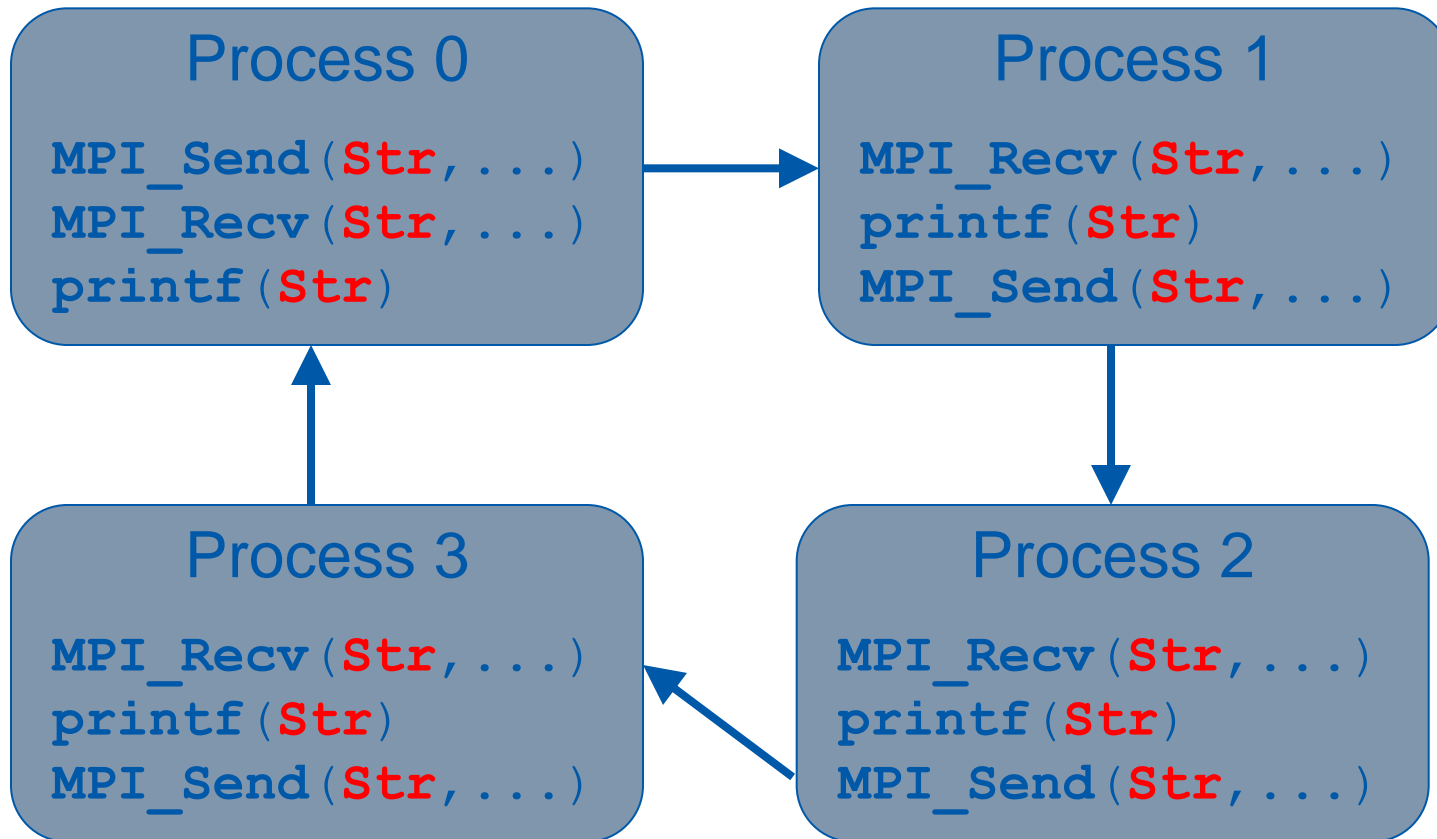 Process 0
MPI_Send(Str,...)
MPI_Recv(Str,...)
printf(Str)
Process 1
MPI_Recv(Str,...)
printf(Str)
MPI_Send(Str,...)
Process 3
MPI_Recv(Str,...)
printf(Str)
MPI_Send(Str,...)
Process 2
MPI_Recv(Str,...)
printf(Str)
MPI_Send(Str,...)